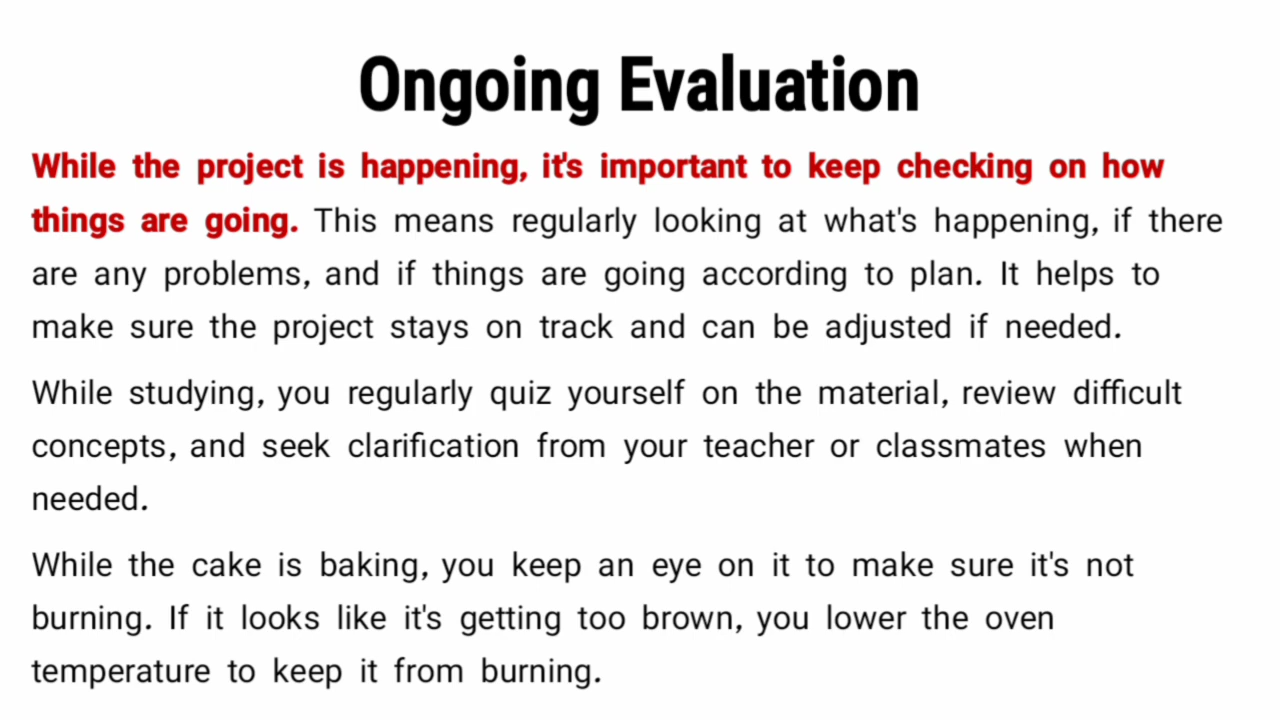 Ongoing Evaluation
While the project is happening, it's important to keep checking on how
things are going. This means regularly looking at what's happening, if there
are any problems, and if things are going according to plan. It helps to
make sure the project stays on track and can be adjusted if needed.
While studying, you regularly quiz yourself on the material, review difficult
concepts, and seek clarification from your teacher or classmates when
needed.
While the cake is baking, you keep an eye on it to make sure it's not
burning. If it looks like it's getting too brown, you lower the oven
temperature to keep it from burning.